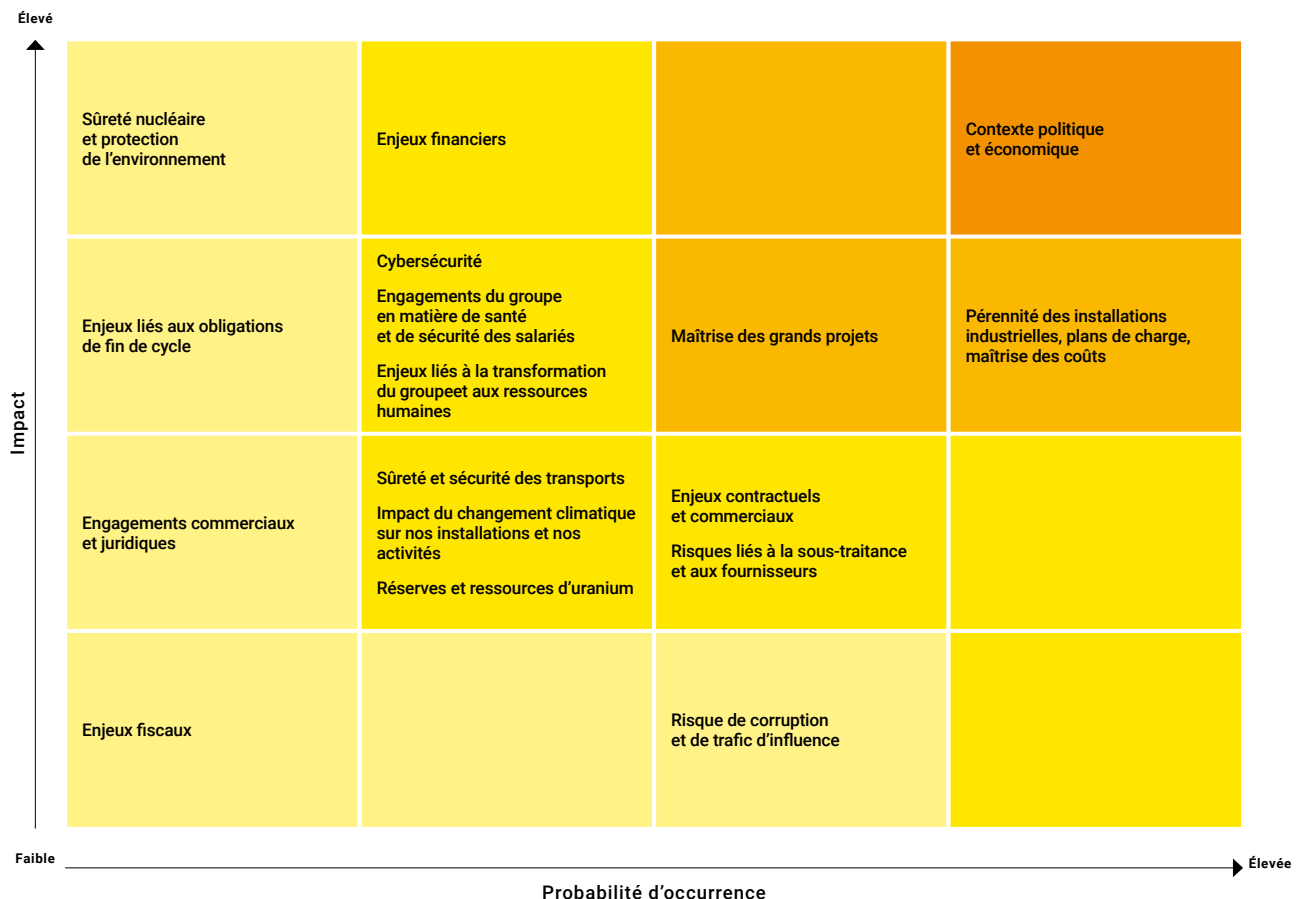 Élevé
Sûreté nucléaire
et protection
de l'environnement
Enjeux financiers
Contexte politique
et économique
Enjeux liés aux obligations
de fin de cycle
Cybersécurité
Engagements du groupe
en matière de santé
et de sécurité des salariés
Enjeux liés à la transformation
du groupeet aux ressources
humaines
Maîtrise des grands projets
Pérennité des installations
industrielles, plans de charge,
maîtrise des coûts
Impact
Engagements commerciaux
et juridiques
Sûreté et sécurité des transports
Impact du changement climatique
sur nos installations et nos
activités
Réserves et ressources d'uranium
Enjeux contractuels
et commerciaux
Risques liés à la sous-traitance
et aux fournisseurs
Enjeux fiscaux
Risque de corruption
et de trafic d'influence
Faible
Élevée
Probabilité d'occurrence